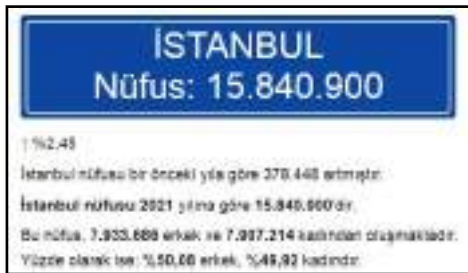 İSTANBUL
Nüfus: 15.840.900
↑ %2.45
İstanbul nüfusu bir önceki yıla göre 378.448 artmıştır.
İstanbul nüfusu 2021 yılına göre 15.840.900'dır.
Bu nüfus, 7.933.686 erkek ve 7.907.214 kadından oluşmaktadır.
Yüzde olarak ise: %50,08 erkek, %49,92 kadındır.